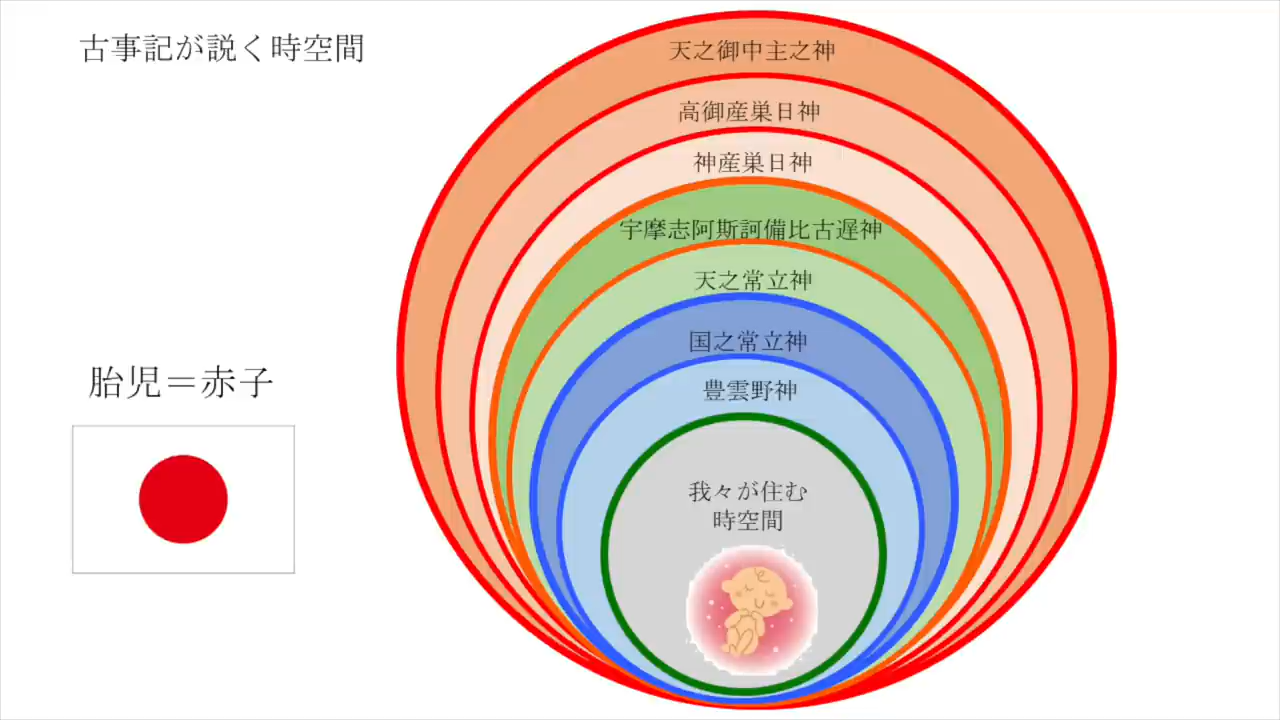 古事記が説く時空間
天之御中主之神
高御産巣日神
神産巣日神
宇摩志阿斯訶備比古遅神
天之常立神
国之常立神
豊雲野神
我々が住む
時空間
胎児＝赤子